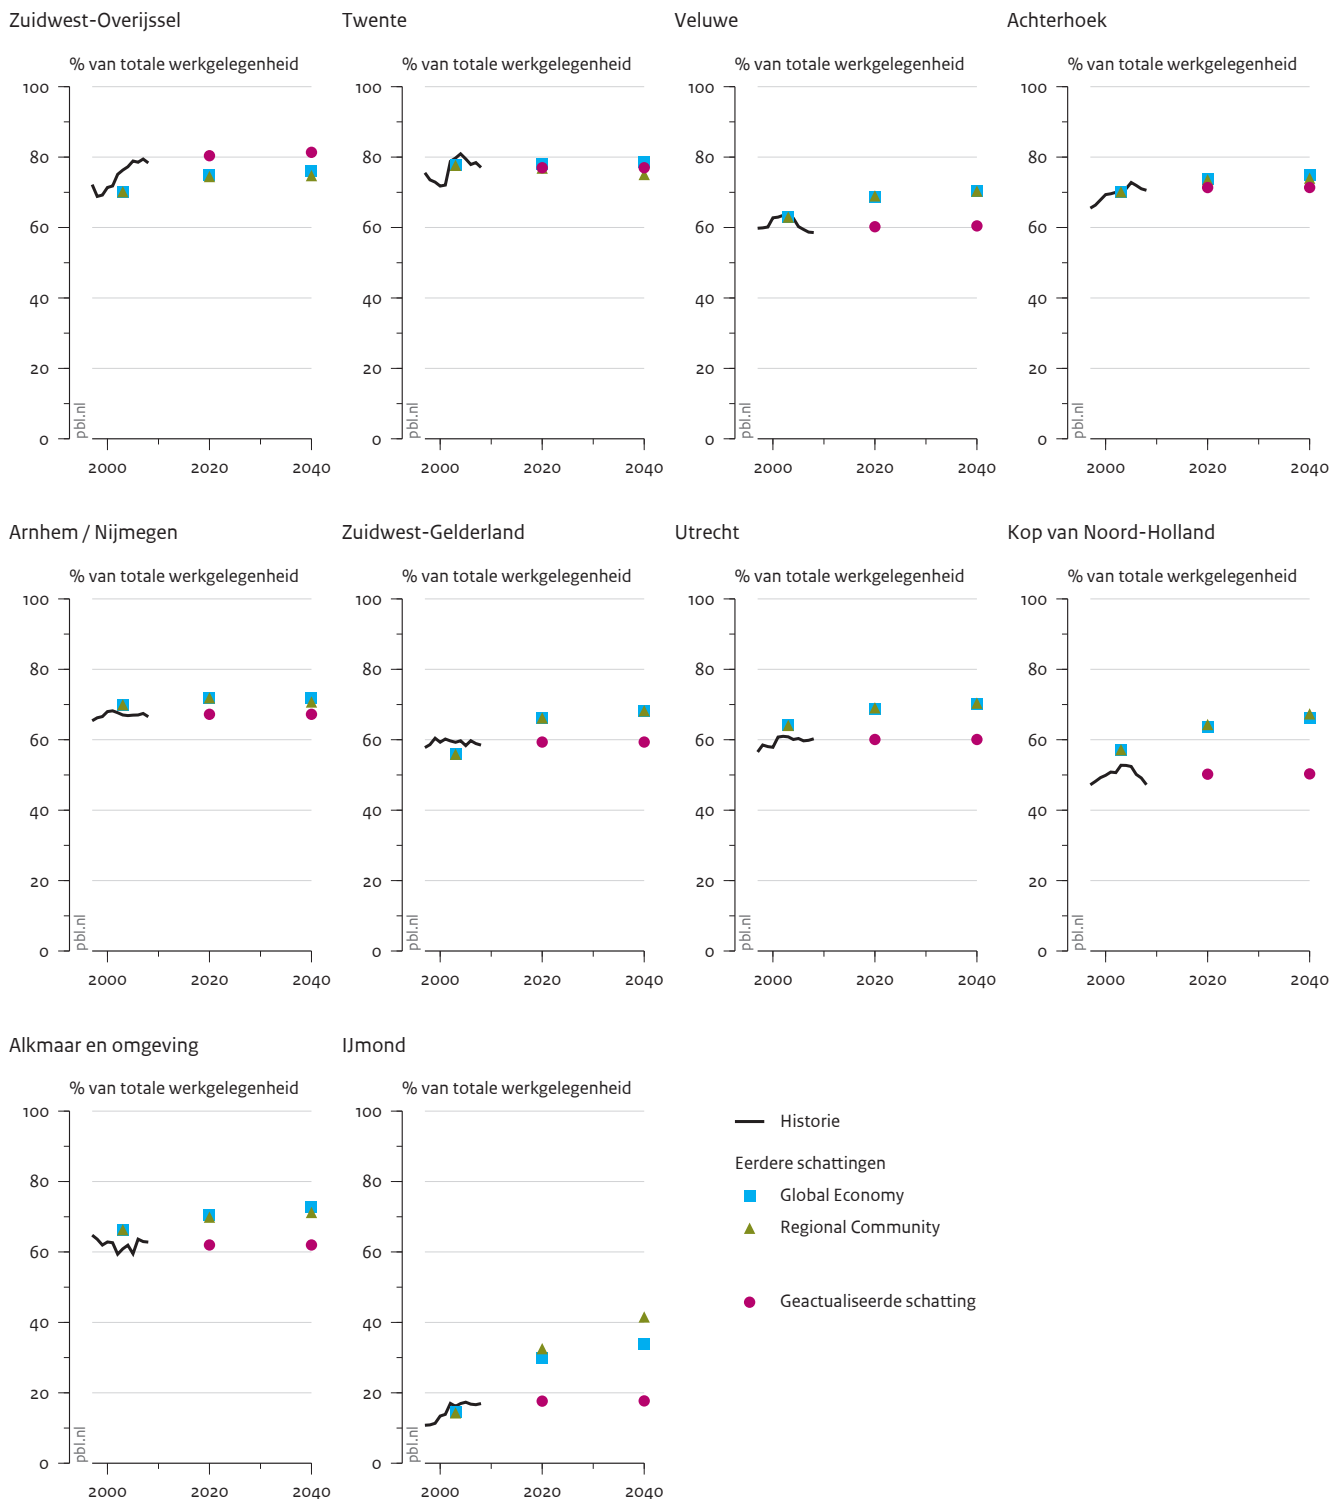 Zuidwest-Overijssel
% van totale werkgelegenheid
100
80
60
40
20
0
pbl.nl
2000 2020 2040
Twente
% van totale werkgelegenheid
100
80
60
40
20
0
pbl.nl
2000 2020 2040
Veluwe
% van totale werkgelegenheid
100
80
60
40
20
0
pbl.nl
2000 2020 2040
Achterhoek
% van totale werkgelegenheid
100
80
60
40
20
0
pbl.nl
2000 2020 2040
Arnhem / Nijmegen
% van totale werkgelegenheid
100
80
60
40
20
0
pbl.nl
2000 2020 2040
Zuidwest-Gelderland
% van totale werkgelegenheid
100
80
60
40
20
0
pbl.nl
2000 2020 2040
Utrecht
% van totale werkgelegenheid
100
80
60
40
20
0
pbl.nl
2000 2020 2040
Kop van Noord-Holland
% van totale werkgelegenheid
100
80
60
40
20
0
pbl.nl
2000 2020 2040
Alkmaar en omgeving
% van totale werkgelegenheid
100
80
60
40
20
0
pbl.nl
2000 2020 2040
IJmond
% van totale werkgelegenheid
100
80
60
40
20
0
pbl.nl
2000 2020 2040
Historie
Eerdere schattingen
Global Economy
Regional Community
Geactualiseerde schatting